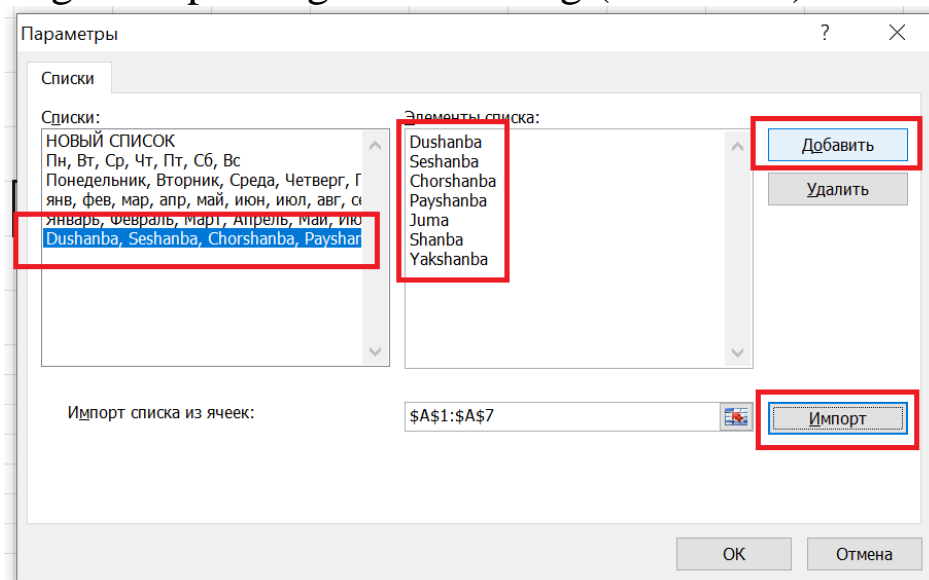 Параметры
?
Списки
Списки:
НОВЫЙ СПИСОК
Пн, Вт, Ср, Чт, Пт, Сб, Вс
Понедельник, Вторник, Среда, Четверг, Г
янв, фев, мар, апр, май, июн, июл, авг, се
Январь, Февраль, Март, Апрель, Май, Ию
Dushanba, Seshanba, Chorshanba, Payshar
Элементы списка:
Dushanba
Seshanba
Chorshanba
Payshanba
Juma
Shanba
Yakshanba
Добавить
Удалить
Импорт списка из ячеек:
$A$1:$A$7
Импорт
ОК
Отмена